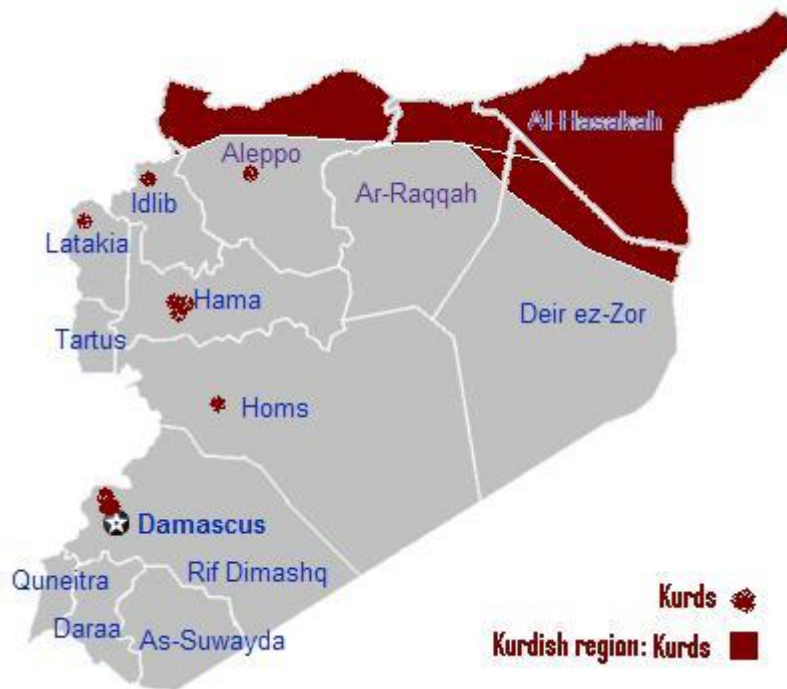 Al-Hasakah
Aleppo
Idlib
Ar-Raqqah
Latakia
Hama
Deir ez-Zor
Tartus
Homs
Damascus
Quneitra
Rif Dimashq
Daraa
As-Suwayda
Kurds
Kurdish region: Kurds